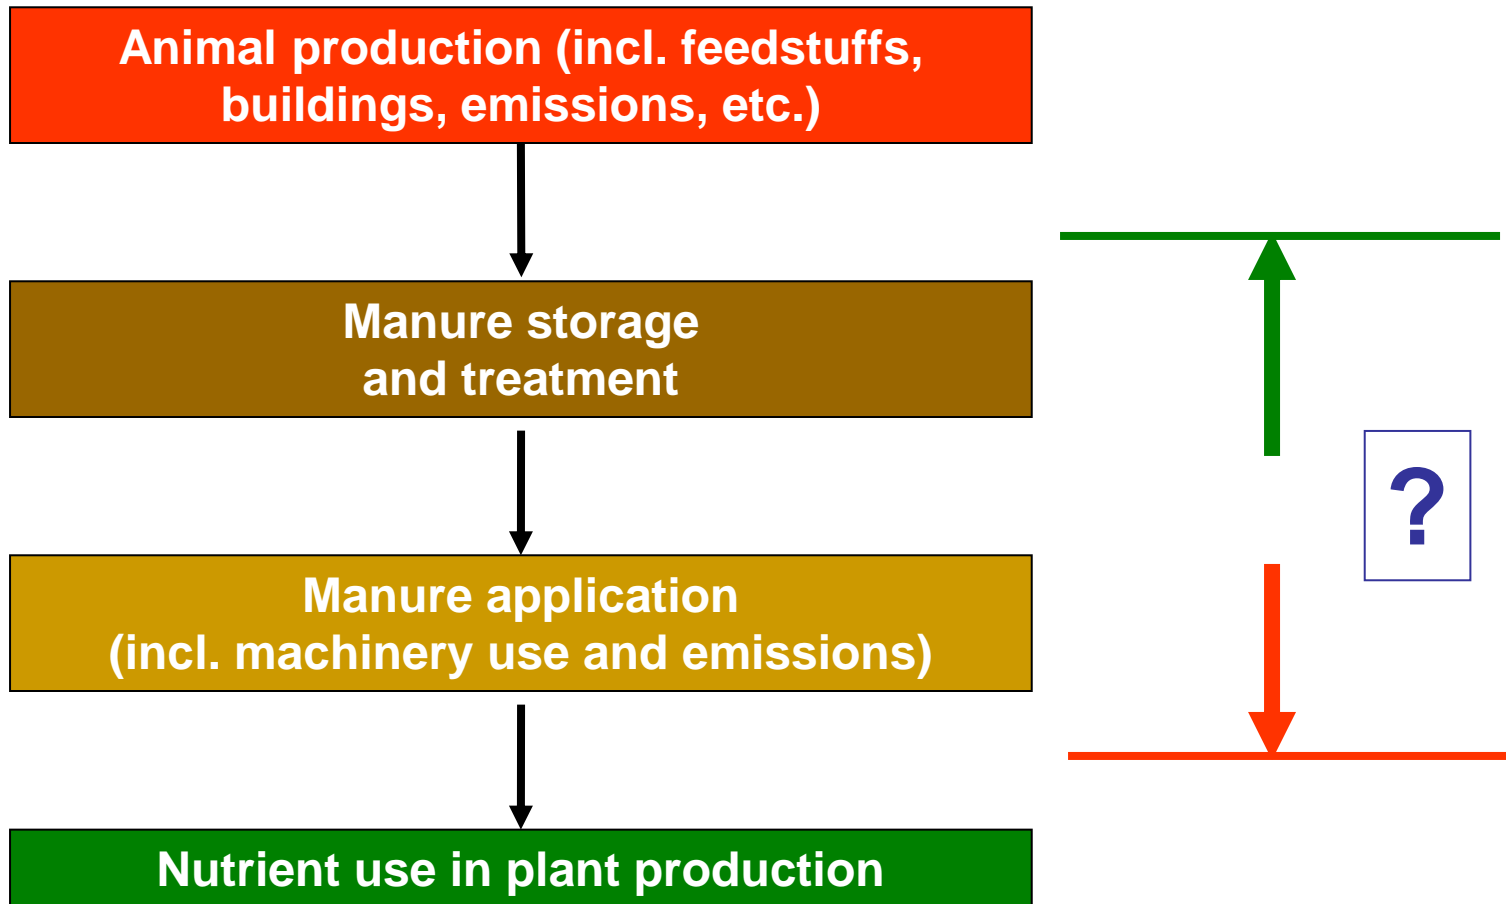 Animal production (incl. feedstuffs,
buildings, emissions, etc.)
Manure storage
and treatment
?
Manure application
(incl. machinery use and emissions)
Nutrient use in plant production